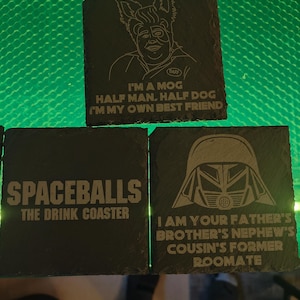 I'M A MOG
HALF MAN, HALF DOG
I'M MY OWN BEST FRIEND
SPACEBALLS
THE DRINK COASTER
I AM YOUR FATHER'S
BROTHER'S NEPHEW'S
COUSIN'S FORMER
ROOMATE